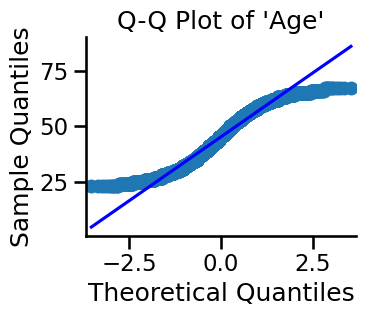 Q-Q Plot of 'Age'
Sample Quantiles
75
50
25
−2.5 0.0 2.5
Theoretical Quantiles